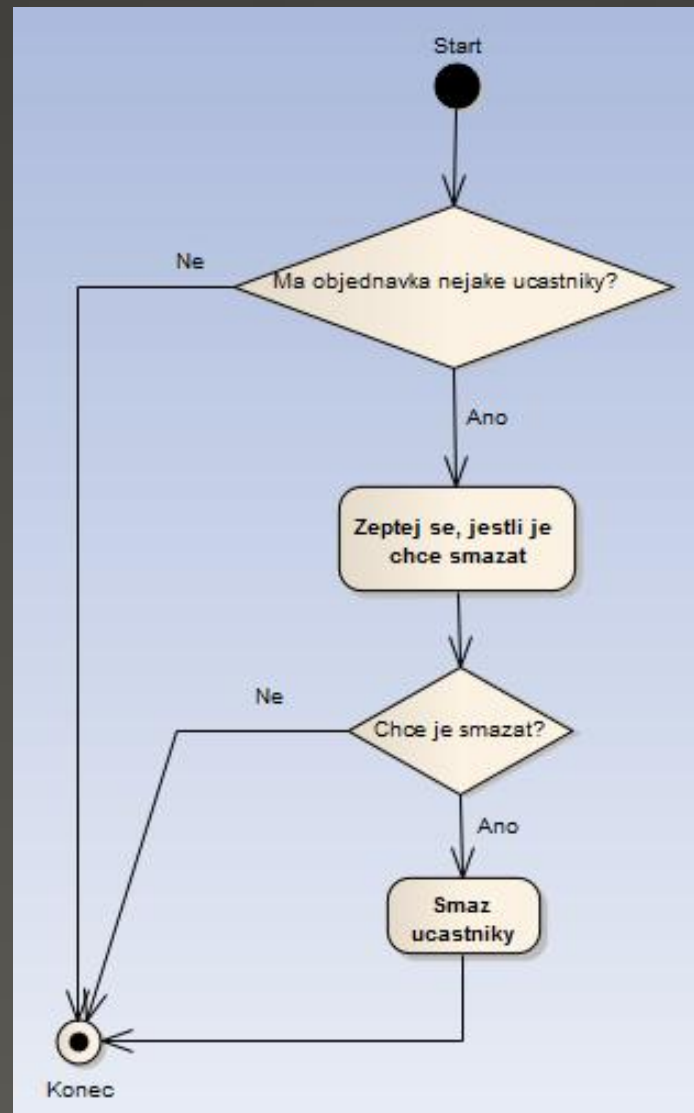 Start
Ma objednavka nejake ucastniky?
Ne
Ano
Zeptej se, jestli je
chce smazat
Chce je smazat?
Ne
Ano
Smaz
ucastniky
Konec